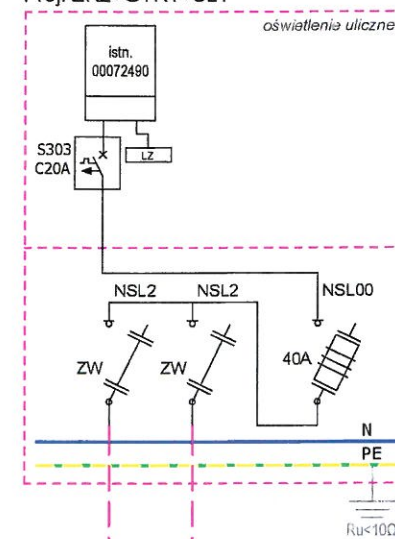 oświetlenie uliczne
istn.
00072490
S303
C20A
LZ
NSL2 NSL2 NSL00
ZW ZW 40A
N
PE
Ru<10Ω